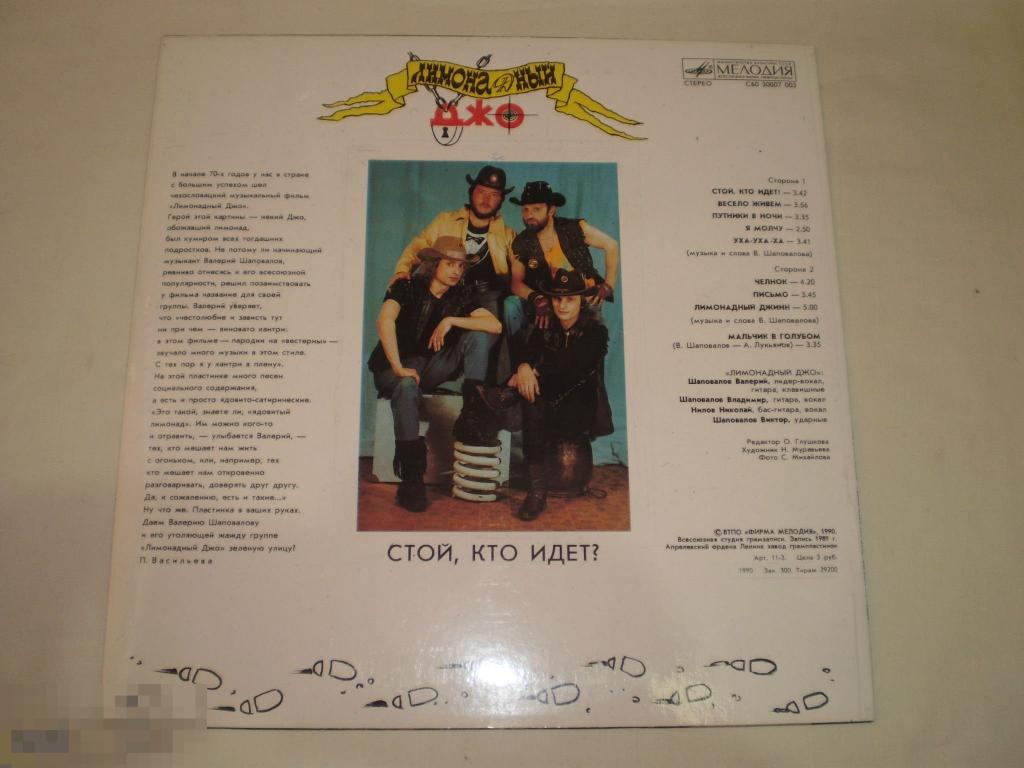 ЛИМОНАДНЫЙ
ДЖО
МЕЛОДИЯ
СТЕРЕО С60 30007 003
В начале 70-х годов у нас в стране
с большим успехом шел
чехословацкий музыкальный фильм
«Лимонадный Джо».
Герой этой картины — некий Джо,
обожавший лимонад,
был кумиром всех тогдашних
подростков. Не потому ли начинающий
музыкант Валерий Шаповалов,
ревниво отнесясь к его всесоюзной
популярности, решил позаимствовать
у фильма название для своей
группы. Валерий уверяет,
что «честолюбие и зависть тут
ни при чем — виновато кантри:
в этом фильме — пародии на «вестерны» —
звучало много музыки в этом стиле.
С тех пор я у кантри в плену».
На этой пластинке много песен
социального содержания,
а есть и просто ядовито-сатирические.
«Это такой, знаете ли, «ядовитый
лимонад». Им можно кого-то
и отравить, — улыбается Валерий, —
тех, кто мешает нам жить
с огоньком, или, например, тех
кто мешает нам откровенно
разговаривать, доверять друг другу.
Да, к сожалению, есть и такие...»
Ну что же. Пластинка в ваших руках.
Даем Валерию Шаповалову
и его утоляющей жажду группе
«Лимонадный Джо» зеленую улицу!
П. Васильева
СТОЙ, КТО ИДЕТ?
Сторона 1
СТОЙ, КТО ИДЕТ! — 3.42
ВЕСЕЛО ЖИВЕМ — 3.56
ПУТНИКИ В НОЧИ — 3.35
Я МОЛЧУ — 2.50
УХА-УХА-ХА — 3.41
(музыка и слова В. Шаповалова)
Сторона 2
ЧЕЛНОК — 4.20
ПИСЬМО — 3.45
ЛИМОНАДНЫЙ ДЖИНН — 5.00
(музыка и слова В. Шаповалова)
МАЛЬЧИК В ГОЛУБОМ
(В. Шаповалов — А. Лукьянов) — 3.35
«ЛИМОНАДНЫЙ ДЖО»:
Шаповалов Валерий, лидер-вокал,
гитара, клавишные
Шаповалов Владимир, гитара, вокал
Нилов Николай, бас-гитара, вокал
Шаповалов Виктор, ударные
Редактор О. Глушкова
Художник Н. Муравьева
Фото С. Михайлова
© ВТПО «ФИРМА МЕЛОДИЯ», 1990.
Всесоюзная студия грамзаписи. Запись 1989 г.
Апрелевский ордена Ленина завод грампластинок
Арт. 11-3. Цена 3 руб.
1990 Зак. 300. Тираж 29200